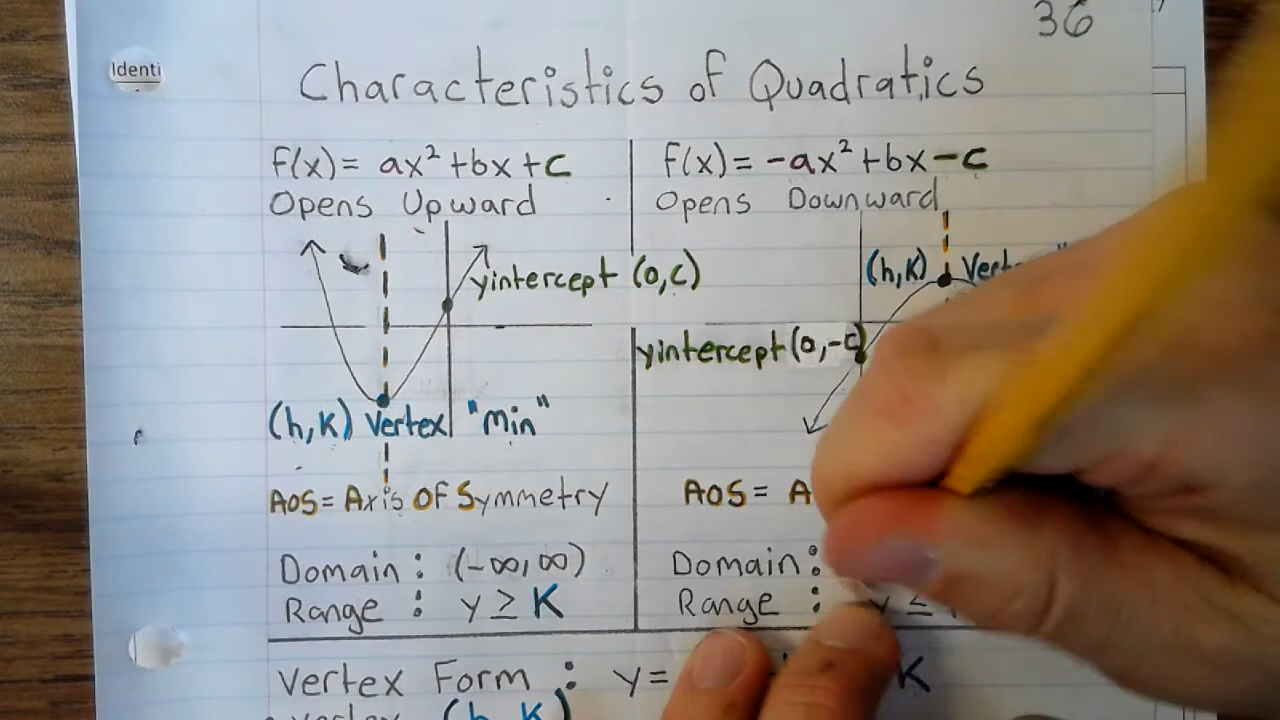 36
Identi
Characteristics of Quadratics
f(x) = ax² + bx + c
Opens Upward
yintercept (0,c)
(h,K) Vertex "Min"
AOS = Axis OF Symmetry
Domain : (-∞,∞)
Range : y ≥ K
f(x) = -ax² + bx - c
Opens Downward
(h,K)
yintercept (0,-c)
AOS = A
Domain:
Range : y ≤
Vertex Form : y= K
vertex (h,K)